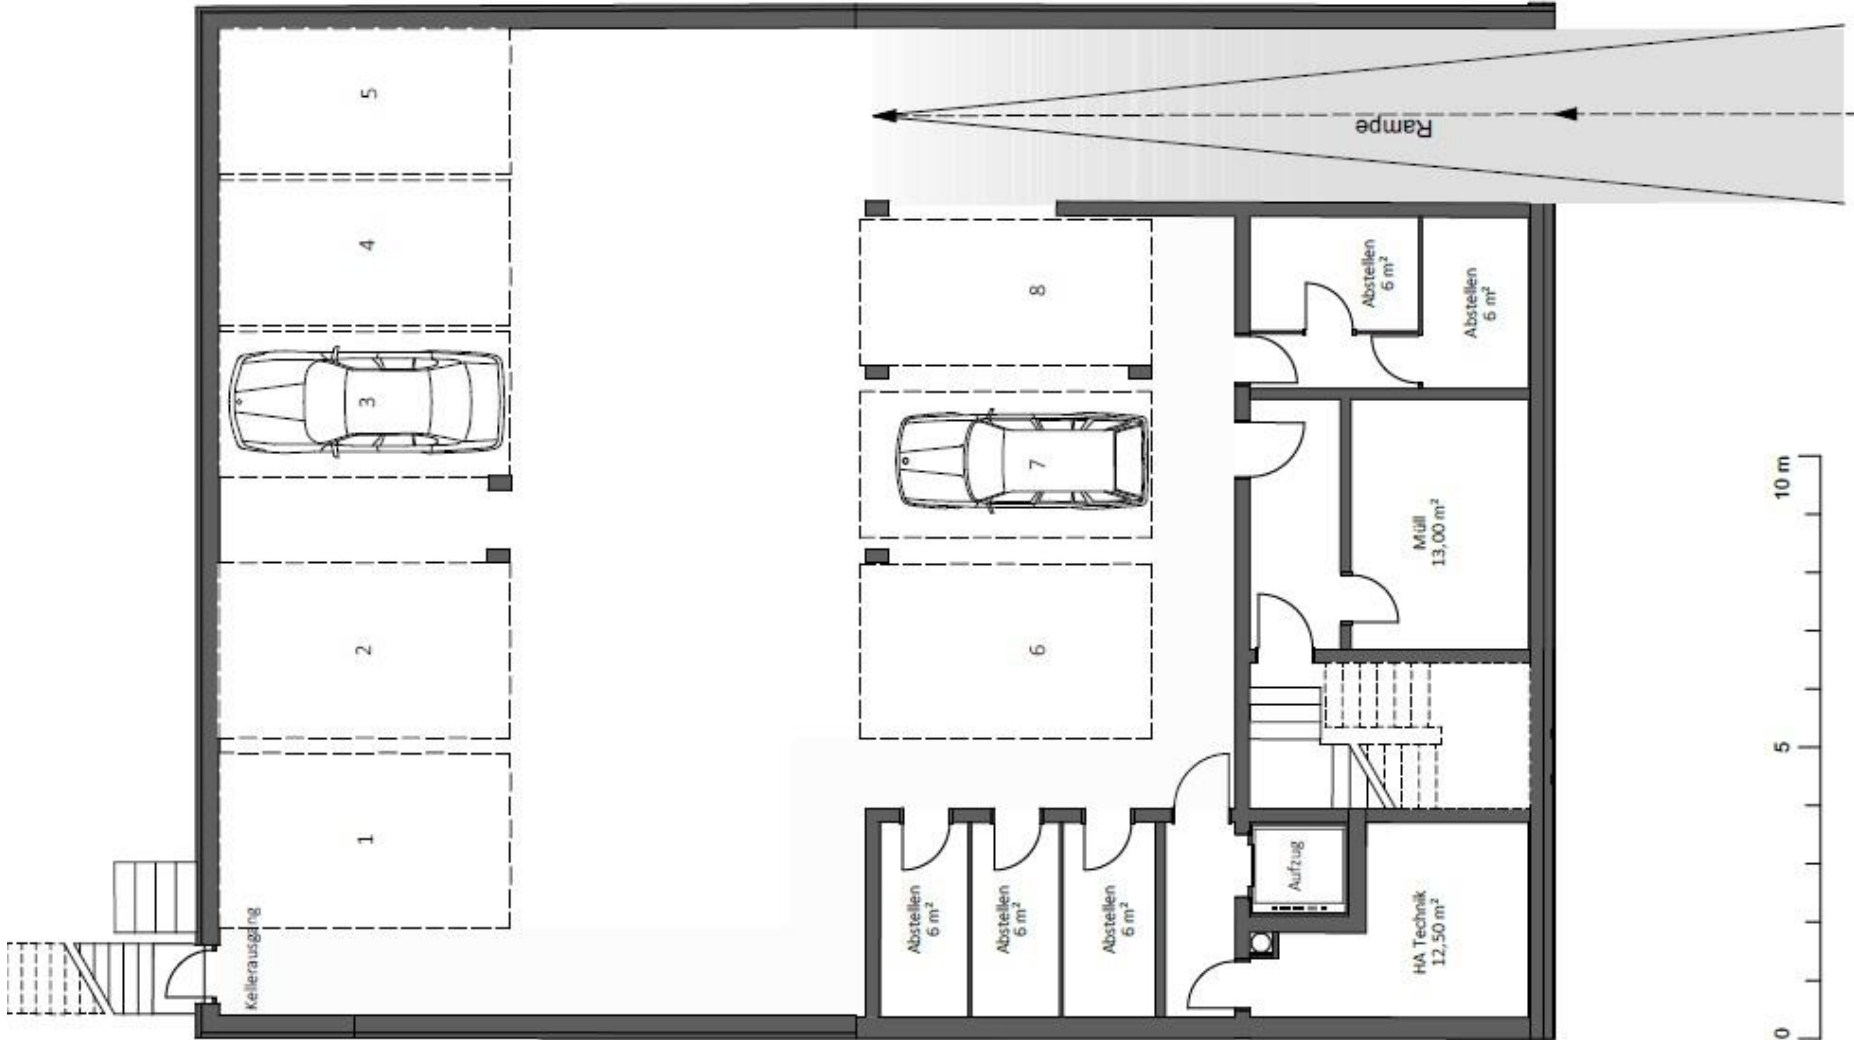 5
4
3
2
1
Kellerausgang
Rampe
8
7
6
Abstellen
6 m²
Abstellen
6 m²
Müll
13,00 m²
Abstellen
6 m²
Abstellen
6 m²
Abstellen
6 m²
Aufzug
HA Technik
12,50 m²
10 m
5
0